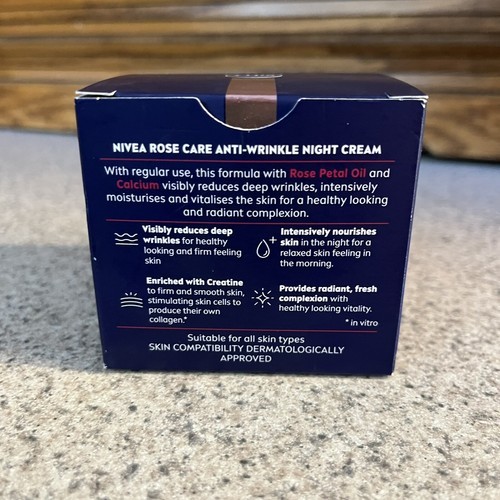 NIVEA ROSE CARE ANTI-WRINKLE NIGHT CREAM
With regular use, this formula with Rose Petal Oil and
Calcium visibly reduces deep wrinkles, intensively
moisturises and vitalises the skin for a healthy looking
and radiant complexion.
Visibly reduces deep
wrinkles for healthy
looking and firm feeling
skin
Intensively nourishes
skin in the night for a
relaxed skin feeling in
the morning.
Enriched with Creatine
to firm and smooth skin,
stimulating skin cells to
produce their own
collagen.*
Provides radiant, fresh
complexion with
healthy looking vitality.
* in vitro
Suitable for all skin types
SKIN COMPATIBILITY DERMATOLOGICALLY
APPROVED